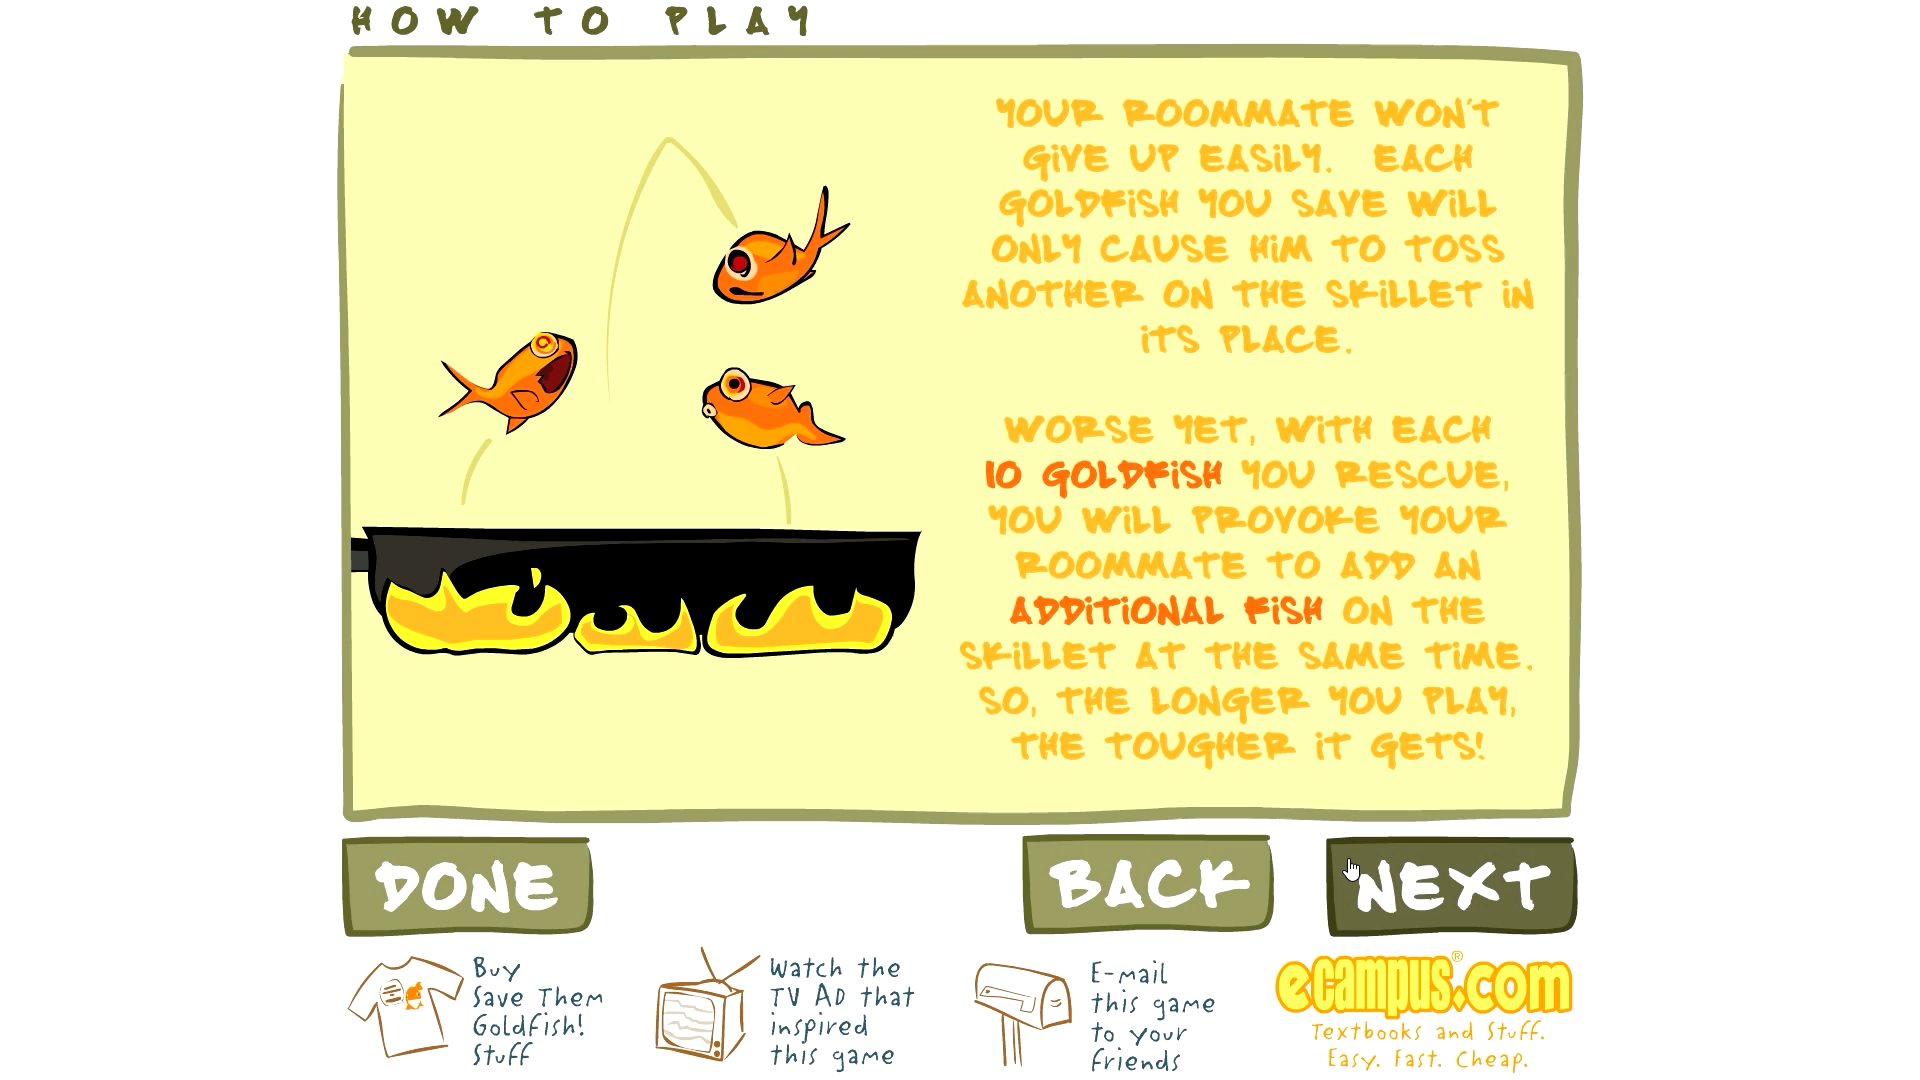 HOW TO PLAY
YOUR ROOMMATE WON'T
GIVE UP EASILY. EACH
GOLDFISH YOU SAVE WILL
ONLY CAUSE HIM TO TOSS
ANOTHER ON THE SKILLET IN
ITS PLACE.
WORSE YET, WITH EACH
10 GOLDFISH YOU RESCUE,
YOU WILL PROVOKE YOUR
ROOMMATE TO ADD AN
ADDITIONAL FISH ON THE
SKILLET AT THE SAME TIME.
SO, THE LONGER YOU PLAY,
THE TOUGHER IT GETS!
DONE
BACK
NEXT
Buy
Save Them
Goldfish!
Stuff
Watch the
TV AD that
inspired
this game
E-mail
this game
to your
friends
ecampus.com®
Textbooks and Stuff.
Easy. Fast. Cheap.